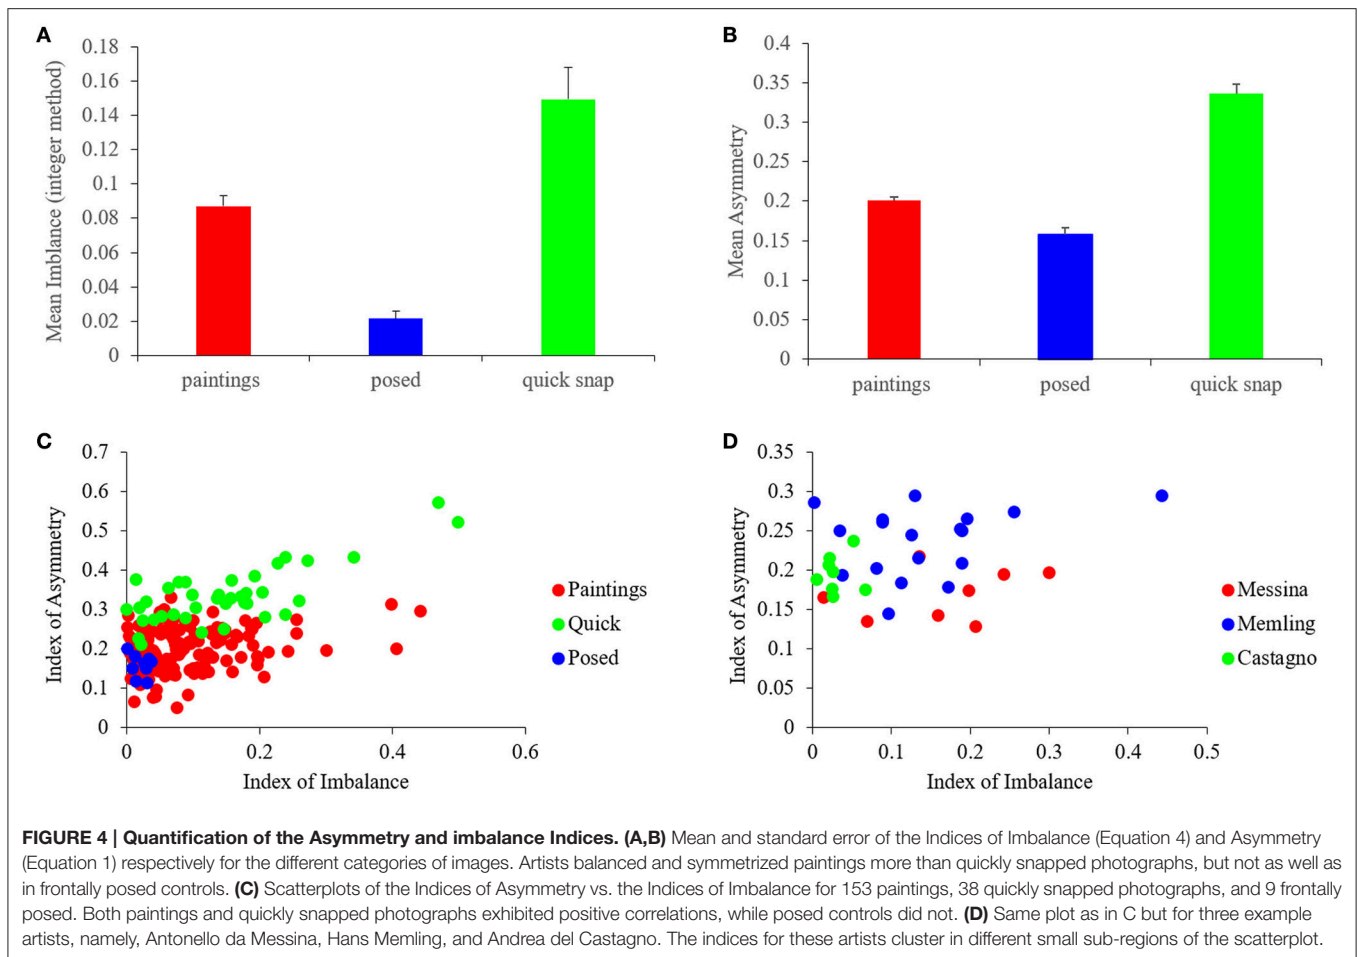 A
0.18
0.16
0.14
0.12
0.1
0.08
0.06
0.04
0.02
0
Mean Imblance (integer method)
paintings posed quick snap
B
0.4
0.35
0.3
0.25
0.2
0.15
0.1
0.05
0
Mean Asymmetry
paintings posed quick snap
C
0.7
0.6
0.5
0.4
0.3
0.2
0.1
0
Index of Asymmetry
0 0.2 0.4 0.6
Index of Imbalance
Paintings
Quick
Posed
D
0.35
0.3
0.25
0.2
0.15
0.1
0.05
0
Index of Asymmetry
0 0.1 0.2 0.3 0.4 0.5
Index of Imbalance
Messina
Memling
Castagno
FIGURE 4 | Quantification of the Asymmetry and imbalance Indices. (A,B) Mean and standard error of the Indices of Imbalance (Equation 4) and Asymmetry
(Equation 1) respectively for the different categories of images. Artists balanced and symmetrized paintings more than quickly snapped photographs, but not as well as
in frontally posed controls. (C) Scatterplots of the Indices of Asymmetry vs. the Indices of Imbalance for 153 paintings, 38 quickly snapped photographs, and 9 frontally
posed. Both paintings and quickly snapped photographs exhibited positive correlations, while posed controls did not. (D) Same plot as in C but for three example
artists, namely, Antonello da Messina, Hans Memling, and Andrea del Castagno. The indices for these artists cluster in different small sub-regions of the scatterplot.